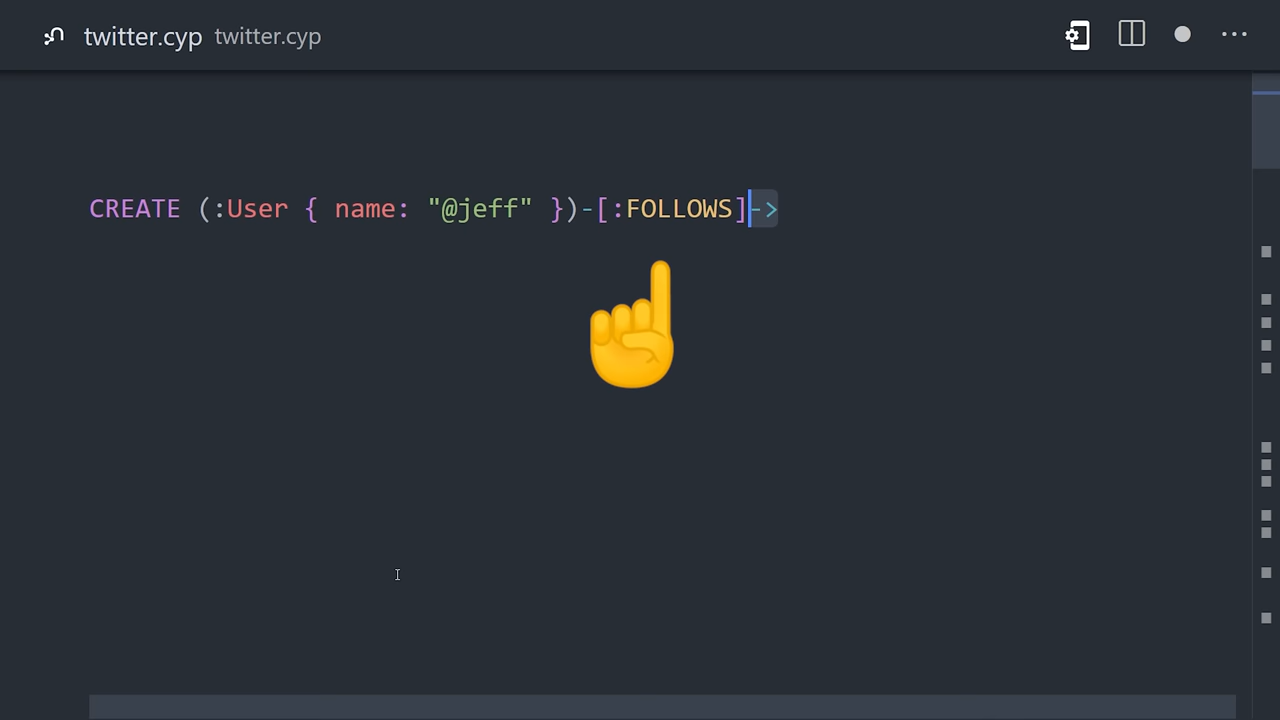 twitter.cyp twitter.cyp
CREATE (:User { name: "@jeff" })-[:FOLLOWS]->